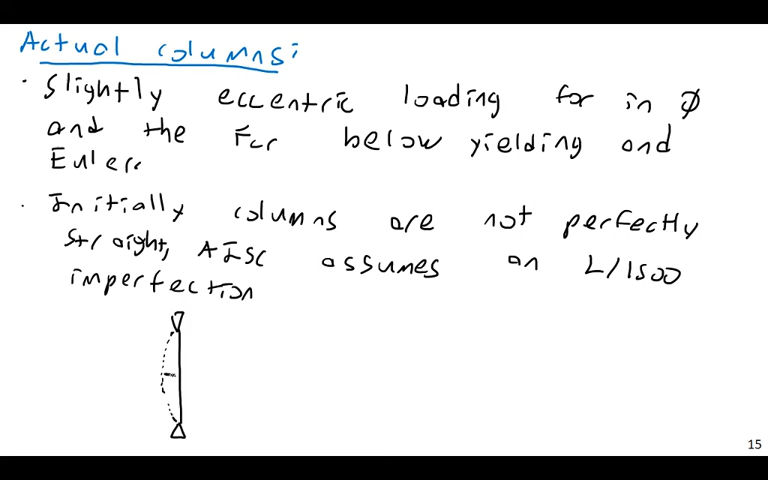 Actual columns:
· Slightly eccentric loading for in φ
and the Fcr below yielding and
Euler
· Initially columns are not perfectly
straight, AISC assumes an L/1500
imperfection
15